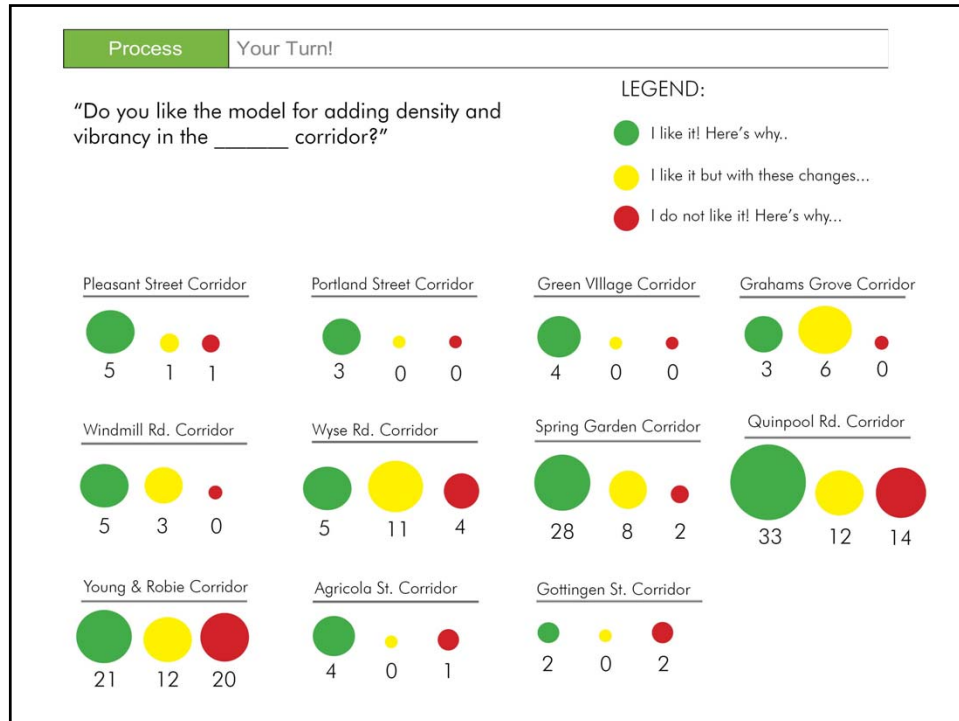 Process
Your Turn!
"Do you like the model for adding density and
vibrancy in the _______ corridor?"
LEGEND:
I like it! Here's why..
I like it but with these changes...
I do not like it! Here's why...
Pleasant Street Corridor
5 1 1
Portland Street Corridor
3 0 0
Green VIllage Corridor
4 0 0
Grahams Grove Corridor
3 6 0
Windmill Rd. Corridor
5 3 0
Wyse Rd. Corridor
5 11 4
Spring Garden Corridor
28 8 2
Quinpool Rd. Corridor
33 12 14
Young & Robie Corridor
21 12 20
Agricola St. Corridor
4 0 1
Gottingen St. Corridor
2 0 2